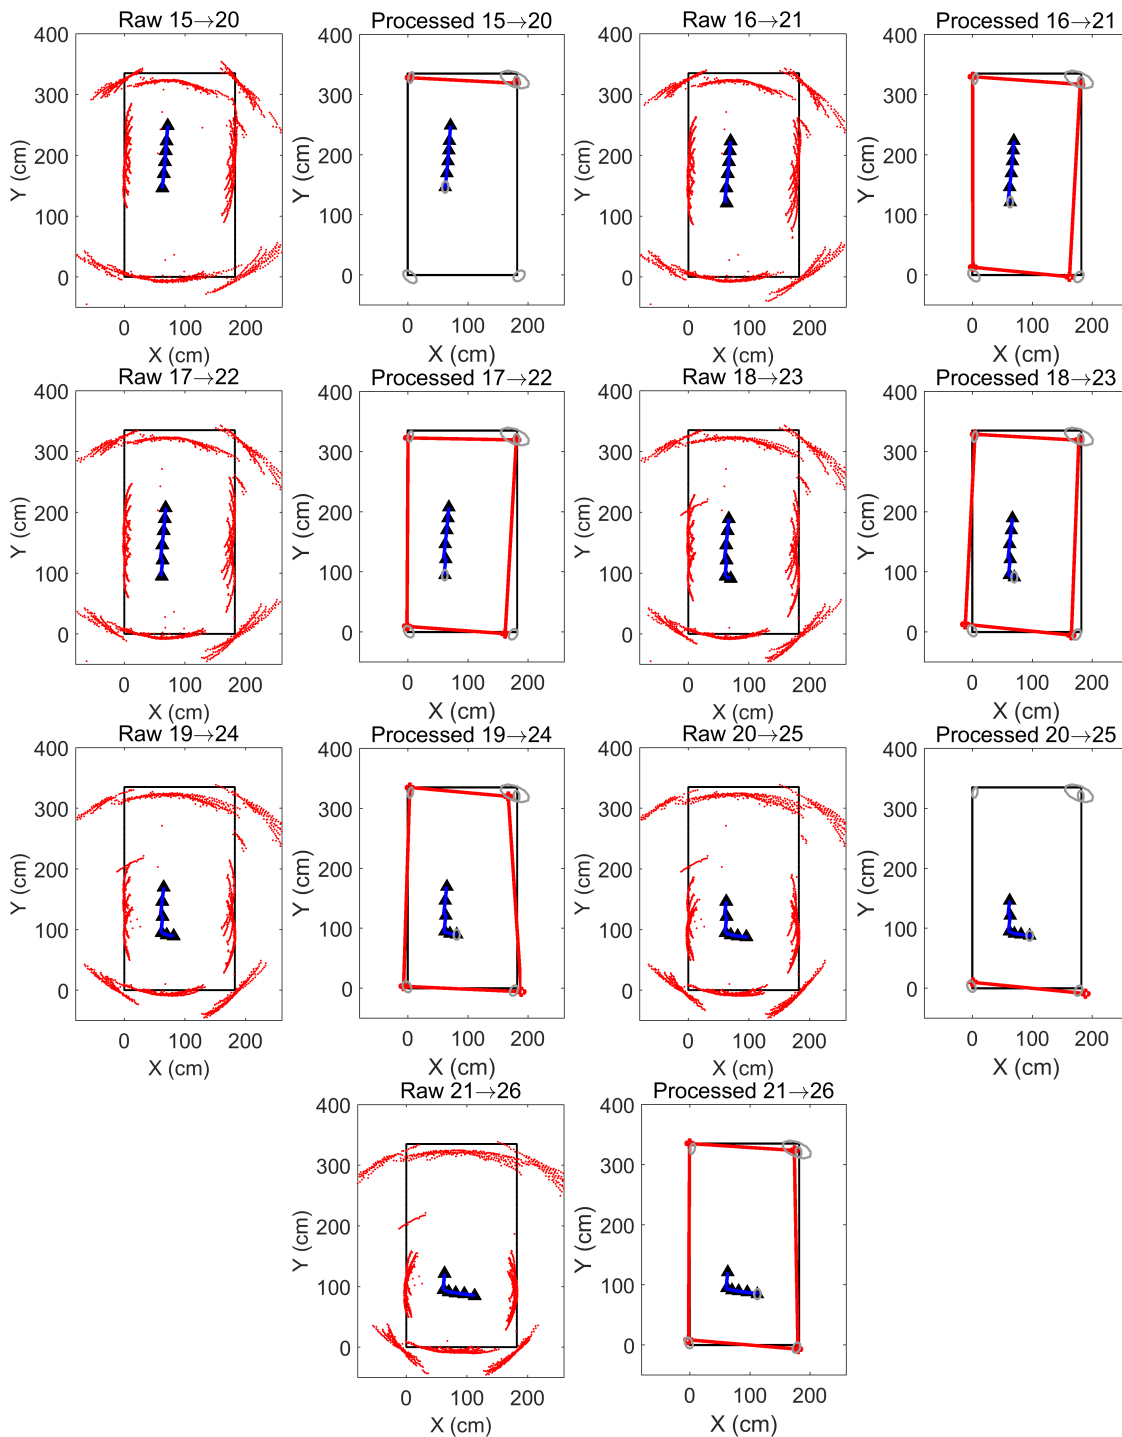 Raw 15→20
Processed 15→20
Raw 16→21
Processed 16→21
400
300
200
100
0
Y (cm)
0 100 200
X (cm)
400
300
200
100
0
Y (cm)
0 100 200
X (cm)
400
300
200
100
0
Y (cm)
0 100 200
X (cm)
400
300
200
100
0
Y (cm)
0 100 200
X (cm)
Raw 17→22
Processed 17→22
Raw 18→23
Processed 18→23
400
300
200
100
0
Y (cm)
0 100 200
X (cm)
400
300
200
100
0
Y (cm)
0 100 200
X (cm)
400
300
200
100
0
Y (cm)
0 100 200
X (cm)
400
300
200
100
0
Y (cm)
0 100 200
X (cm)
Raw 19→24
Processed 19→24
Raw 20→25
Processed 20→25
400
300
200
100
0
Y (cm)
0 100 200
X (cm)
400
300
200
100
0
Y (cm)
0 100 200
X (cm)
400
300
200
100
0
Y (cm)
0 100 200
X (cm)
400
300
200
100
0
Y (cm)
0 100 200
X (cm)
Raw 21→26
Processed 21→26
400
300
200
100
0
Y (cm)
0 100 200
X (cm)
400
300
200
100
0
Y (cm)
0 100 200
X (cm)